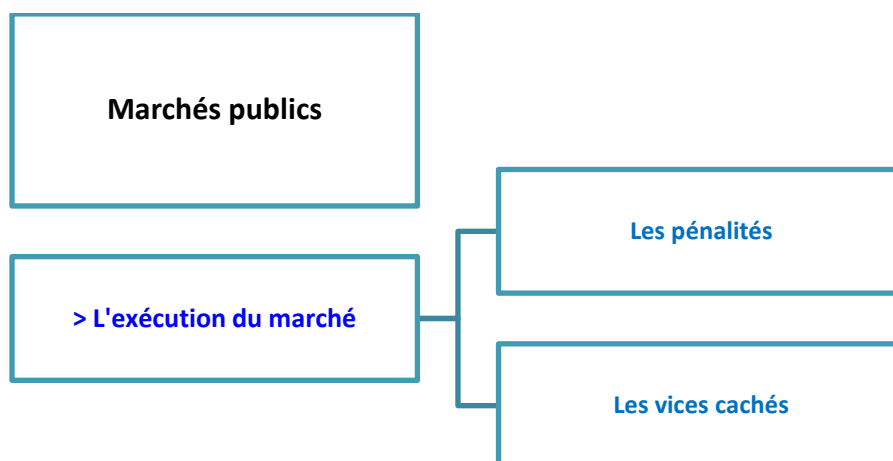 Marchés publics
> L'exécution du marché
Les pénalités
Les vices cachés